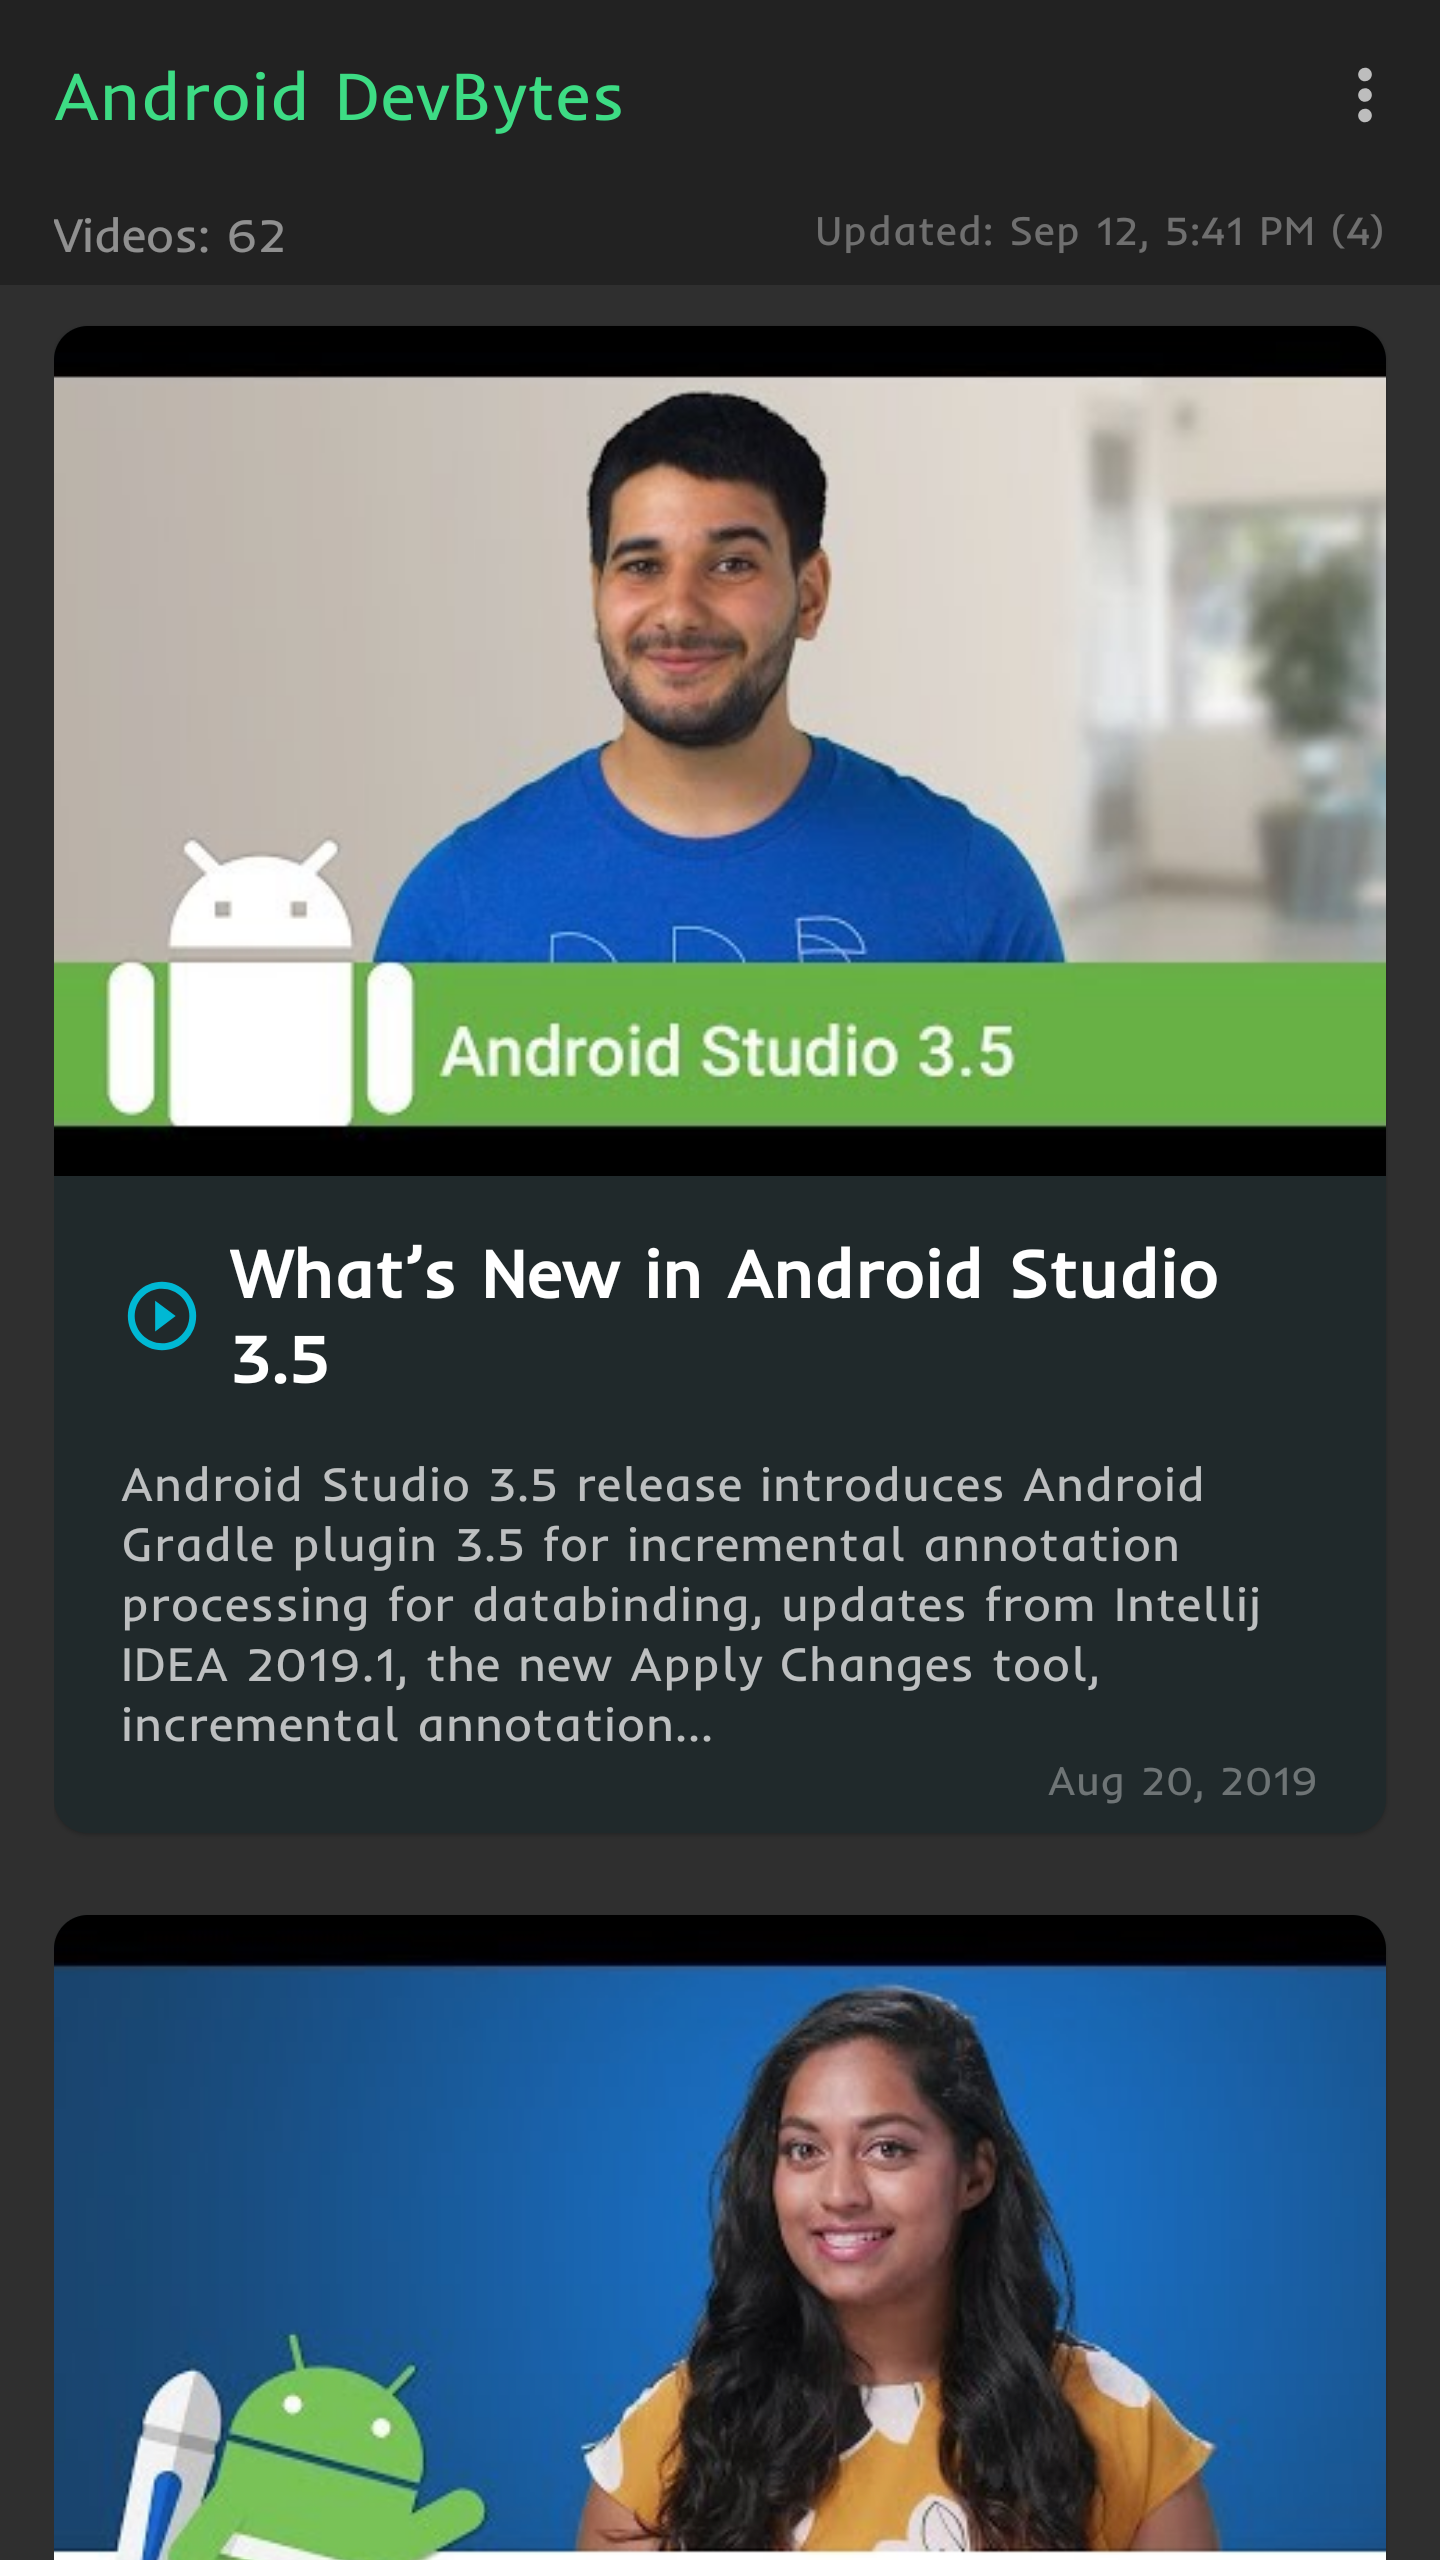 Android DevBytes
Videos: 62
Updated: Sep 12, 5:41 PM (4)
Android Studio 3.5
What’s New in Android Studio
3.5
Android Studio 3.5 release introduces Android
Gradle plugin 3.5 for incremental annotation
processing for databinding, updates from Intellij
IDEA 2019.1, the new Apply Changes tool,
incremental annotation...
Aug 20, 2019